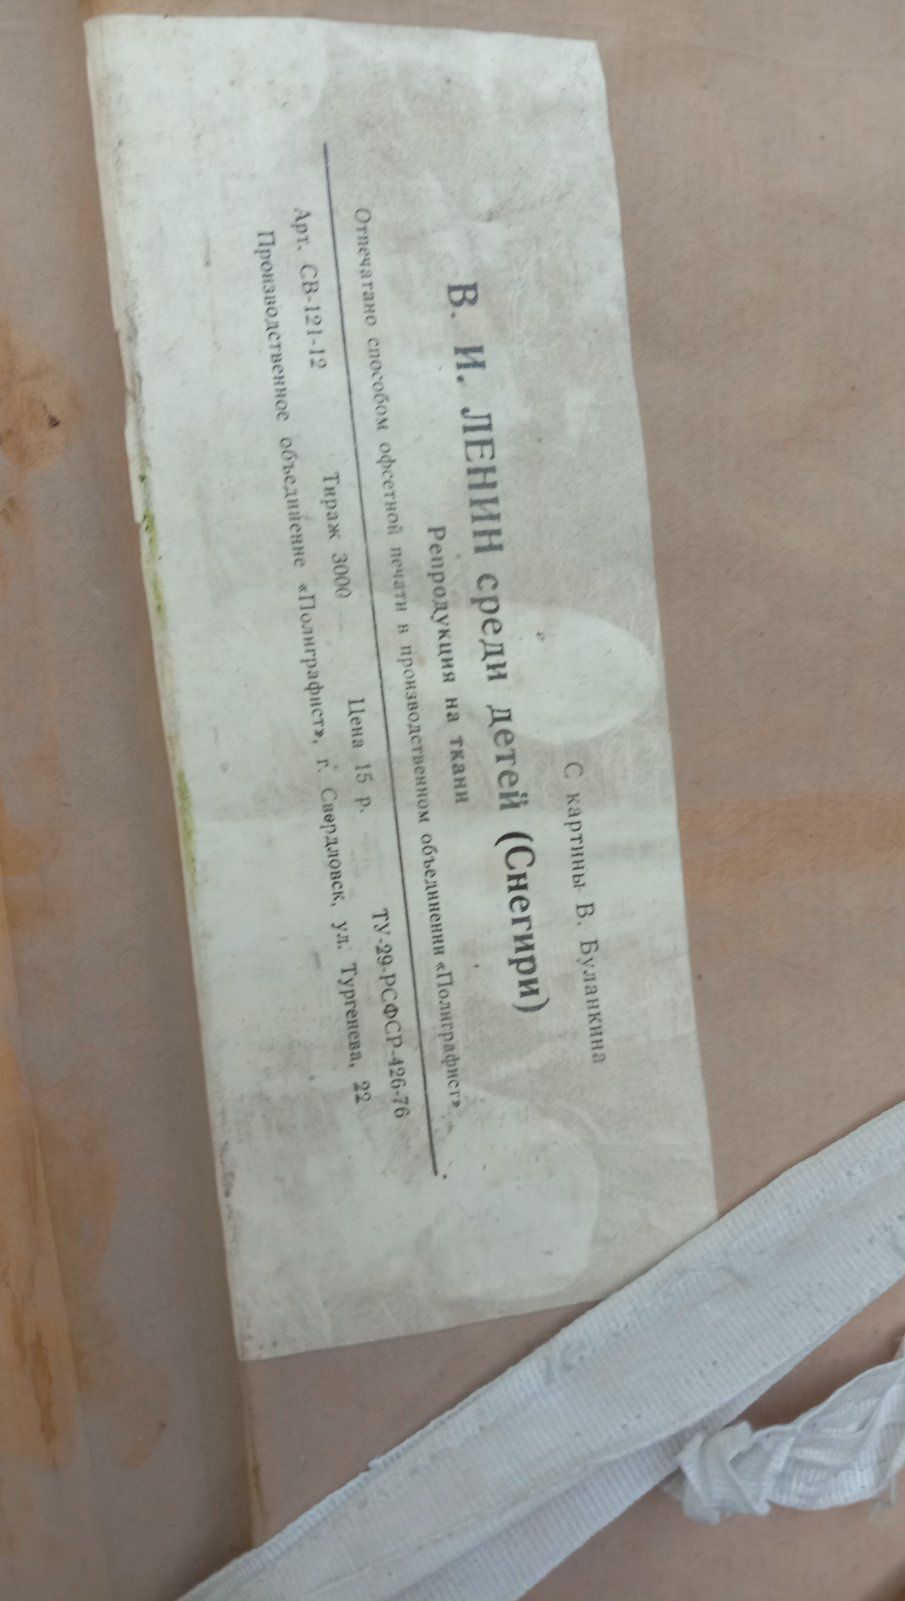 С картины В. Буланкина
В. И. ЛЕНИН среди детей (Снегири)
Репродукция на ткани
Отпечатано способом офсетной печати в производственном объединении «Полиграфист»
Арт. СВ-121-12 Тираж 3000 Цена 15 р. ТУ-29-РСФСР-426-76
Производственное объединение «Полиграфист», г. Свердловск, ул. Тургенева, 22